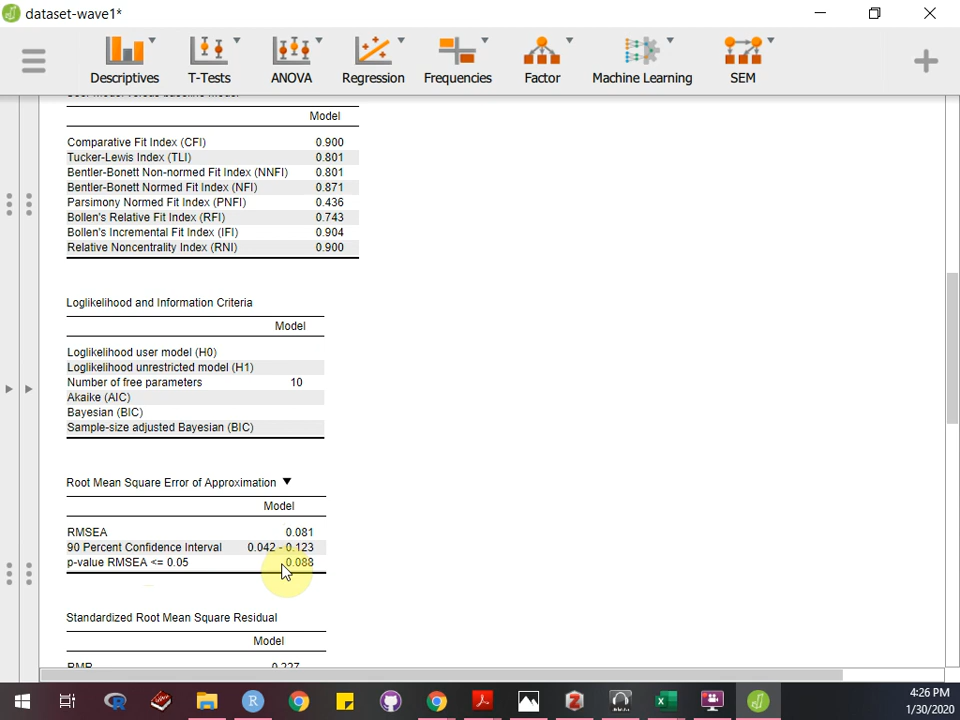 dataset-wave1*
Descriptives T-Tests ANOVA Regression Frequencies Factor Machine Learning SEM
Model
Comparative Fit Index (CFI) 0.900
Tucker-Lewis Index (TLI) 0.801
Bentler-Bonett Non-normed Fit Index (NNFI) 0.801
Bentler-Bonett Normed Fit Index (NFI) 0.871
Parsimony Normed Fit Index (PNFI) 0.436
Bollen's Relative Fit Index (RFI) 0.743
Bollen's Incremental Fit Index (IFI) 0.904
Relative Noncentrality Index (RNI) 0.900
Loglikelihood and Information Criteria
Model
Loglikelihood user model (H0)
Loglikelihood unrestricted model (H1)
Number of free parameters 10
Akaike (AIC)
Bayesian (BIC)
Sample-size adjusted Bayesian (BIC)
Root Mean Square Error of Approximation ▼
Model
RMSEA 0.081
90 Percent Confidence Interval 0.042 - 0.123
p-value RMSEA <= 0.05 0.088
Standardized Root Mean Square Residual
Model
RMR 0.227
4:26 PM
1/30/2020